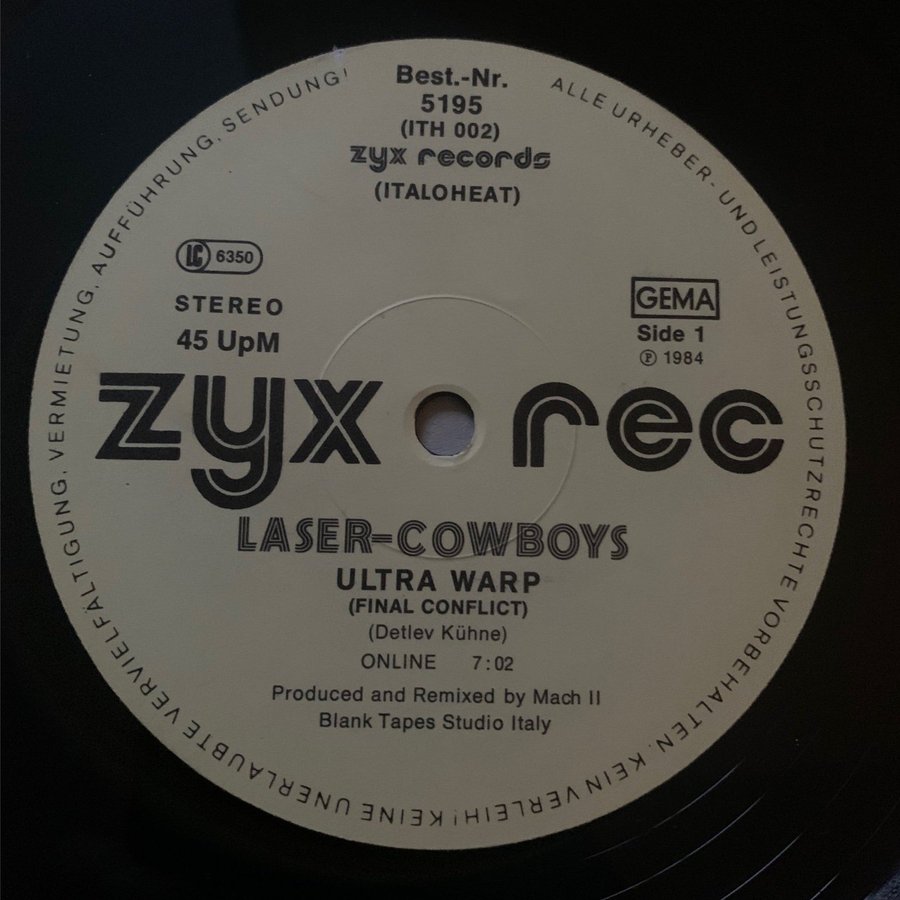 Best.-Nr.
5195
(ITH 002)
zyx records
(ITALOHEAT)
LC 6350
STEREO
45 UpM
GEMA
Side 1
Ⓟ 1984
zyx rec
LASER-COWBOYS
ULTRA WARP
(FINAL CONFLICT)
(Detlev Kühne)
ONLINE 7:02
Produced and Remixed by Mach II
Blank Tapes Studio Italy
ALLE URHEBER- UND LEISTUNGSSCHUTZRECHTE VORBEHALTEN. KEIN VERLEIH! KEINE UNERLAUBTE VERVIELFÄLTIGUNG, VERMIETUNG, AUFFÜHRUNG, SENDUNG!